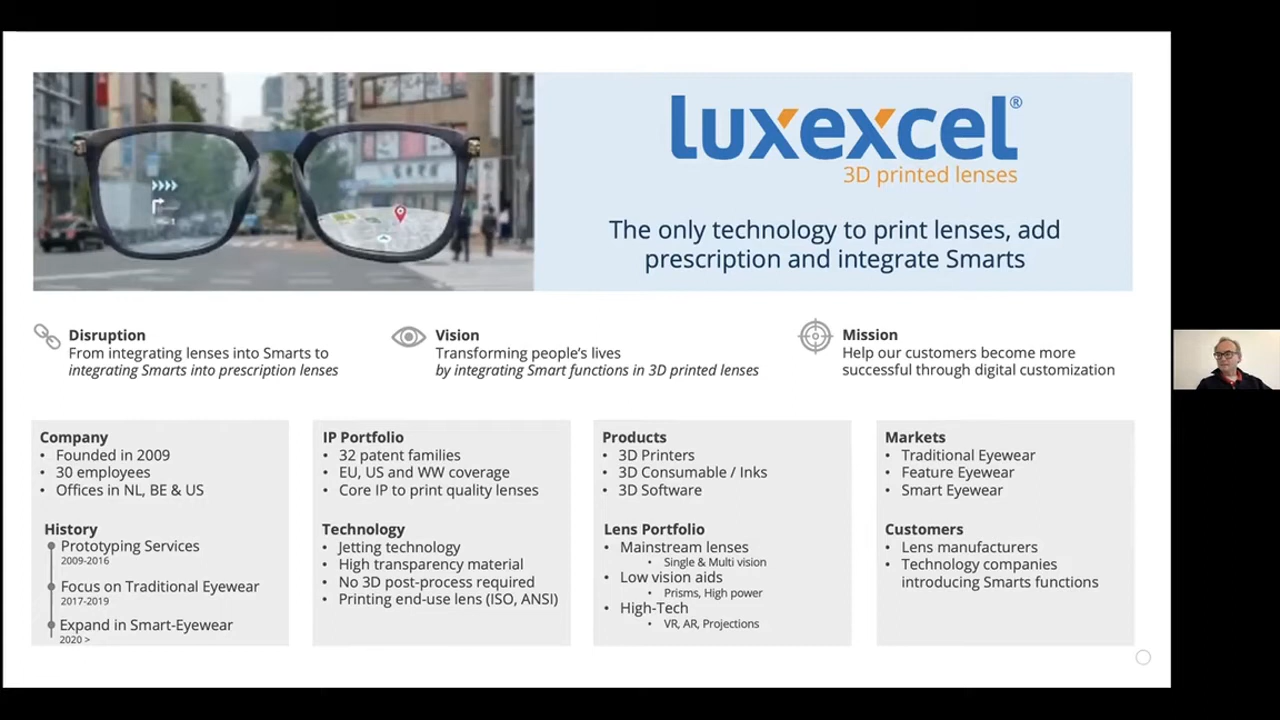 luxexcel®
3D printed lenses
The only technology to print lenses, add
prescription and integrate Smarts
Disruption
From integrating lenses into Smarts to
integrating Smarts into prescription lenses
Vision
Transforming people's lives
by integrating Smart functions in 3D printed lenses
Mission
Help our customers become more
successful through digital customization
Company
• Founded in 2009
• 30 employees
• Offices in NL, BE & US
History
Prototyping Services
2009-2016
Focus on Traditional Eyewear
2017-2019
Expand in Smart-Eyewear
2020 >
IP Portfolio
• 32 patent families
• EU, US and WW coverage
• Core IP to print quality lenses
Technology
• Jetting technology
• High transparency material
• No 3D post-process required
• Printing end-use lens (ISO, ANSI)
Products
• 3D Printers
• 3D Consumable / Inks
• 3D Software
Lens Portfolio
• Mainstream lenses
• Single & Multi vision
• Low vision aids
• Prisms, High power
• High-Tech
• VR, AR, Projections
Markets
• Traditional Eyewear
• Feature Eyewear
• Smart Eyewear
Customers
• Lens manufacturers
• Technology companies
introducing Smarts functions